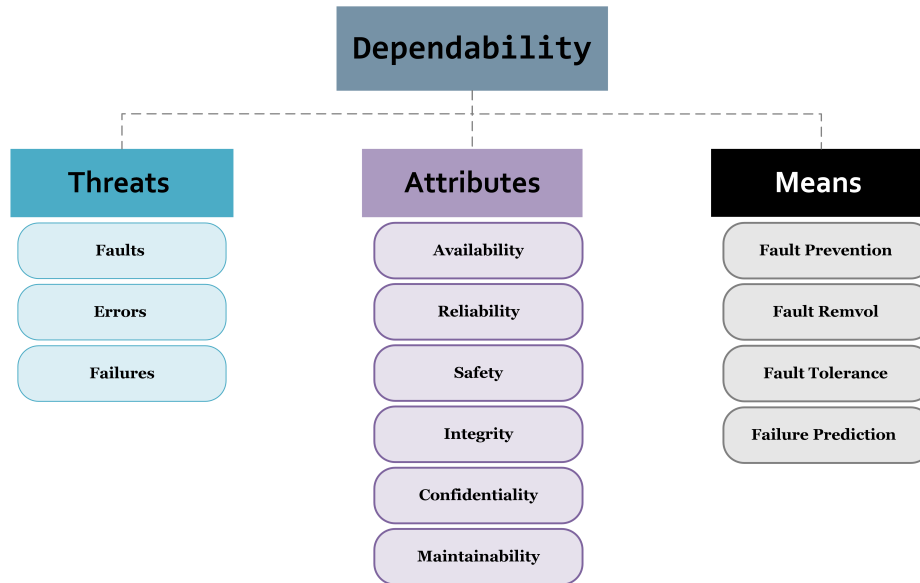 Dependability
Threats
Attributes
Means
Faults
Errors
Failures
Availability
Reliability
Safety
Integrity
Confidentiality
Maintainability
Fault Prevention
Fault Remvol
Fault Tolerance
Failure Prediction